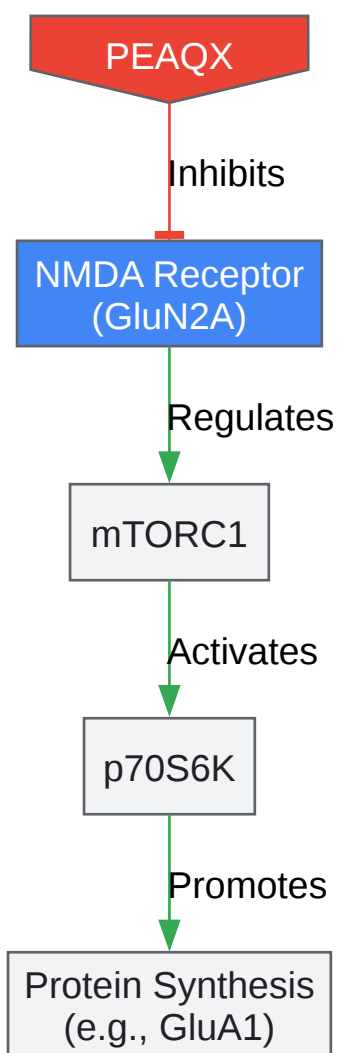 PEAQX
Inhibits
NMDA Receptor
(GluN2A)
Regulates
mTORC1
Activates
p70S6K
Promotes
Protein Synthesis
(e.g., GluA1)